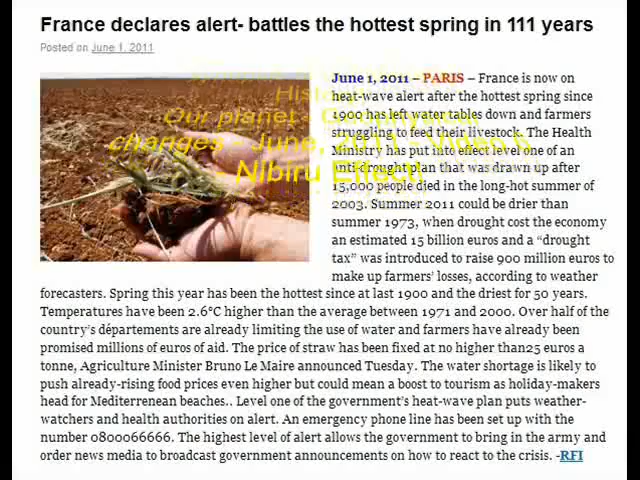 France declares alert- battles the hottest spring in 111 years
Posted on June 1, 2011
June 1, 2011 – PARIS – France is now on
heat-wave alert after the hottest spring since
1900 has left water tables down and farmers
struggling to feed their livestock. The Health
Ministry has put into effect level one of an
anti-drought plan that was drawn up after
15,000 people died in the long-hot summer of
2003. Summer 2011 could be drier than
summer 1973, when drought cost the economy
an estimated 15 billion euros and a “drought
tax” was introduced to raise 900 million euros to
make up farmers’ losses, according to weather
forecasters. Spring this year has been the hottest since at last 1900 and the driest for 50 years.
Temperatures have been 2.6°C higher than the average between 1971 and 2000. Over half of the
country’s départements are already limiting the use of water and farmers have already been
promised millions of euros of aid. The price of straw has been fixed at no higher than25 euros a
tonne, Agriculture Minister Bruno Le Maire announced Tuesday. The water shortage is likely to
push already-rising food prices even higher but could mean a boost to tourism as holiday-makers
head for Mediterrenean beaches.. Level one of the government’s heat-wave plan puts weather-
watchers and health authorities on alert. An emergency phone line has been set up with the
number 0800066666. The highest level of alert allows the government to bring in the army and
order news media to broadcast government announcements on how to react to the crisis. -RFI
Our planet -
changes - June, 2011 - Video 6
- Nibiru Effect!